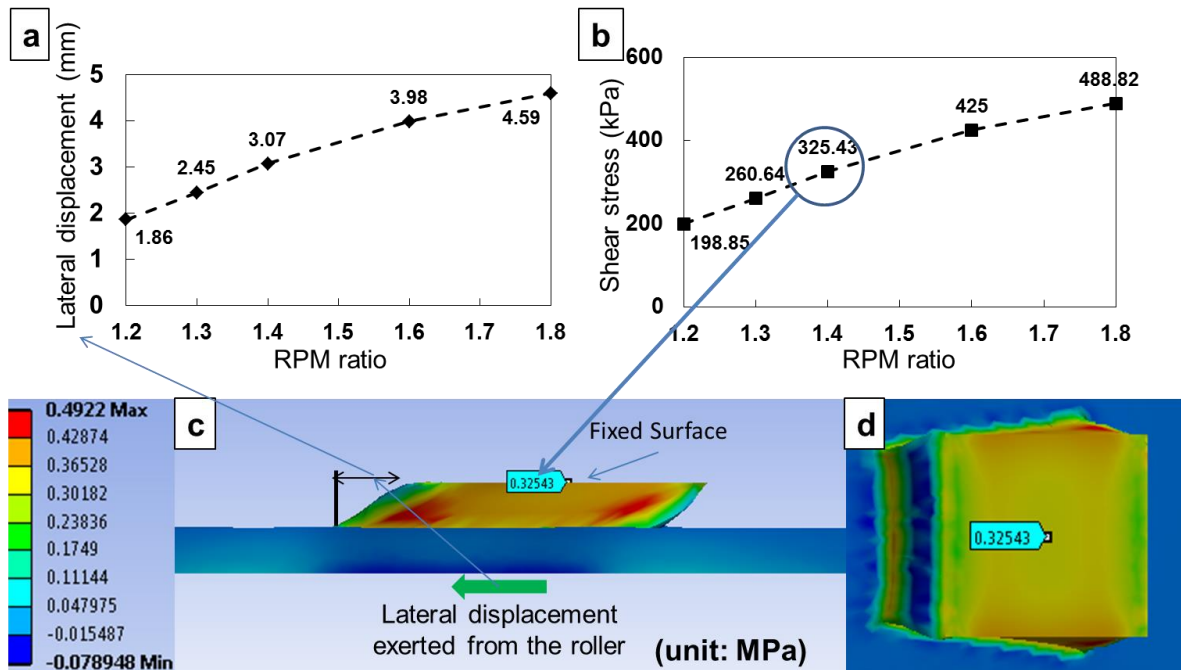 a
Lateral displacement (mm)
5
4
3
2
1
0
1.86
2.45
3.07
3.98
4.59
1.2 1.3 1.4 1.5 1.6 1.7 1.8
RPM ratio
b
Shear stress (kPa)
600
400
200
0
198.85
260.64
325.43
425
488.82
1.2 1.3 1.4 1.5 1.6 1.7 1.8
RPM ratio
0.4922 Max
0.42874
0.36528
0.30182
0.23836
0.1749
0.11144
0.047975
-0.015487
-0.078948 Min
c
Fixed Surface
0.32543
Lateral displacement
exerted from the roller
(unit: MPa)
d
0.32543